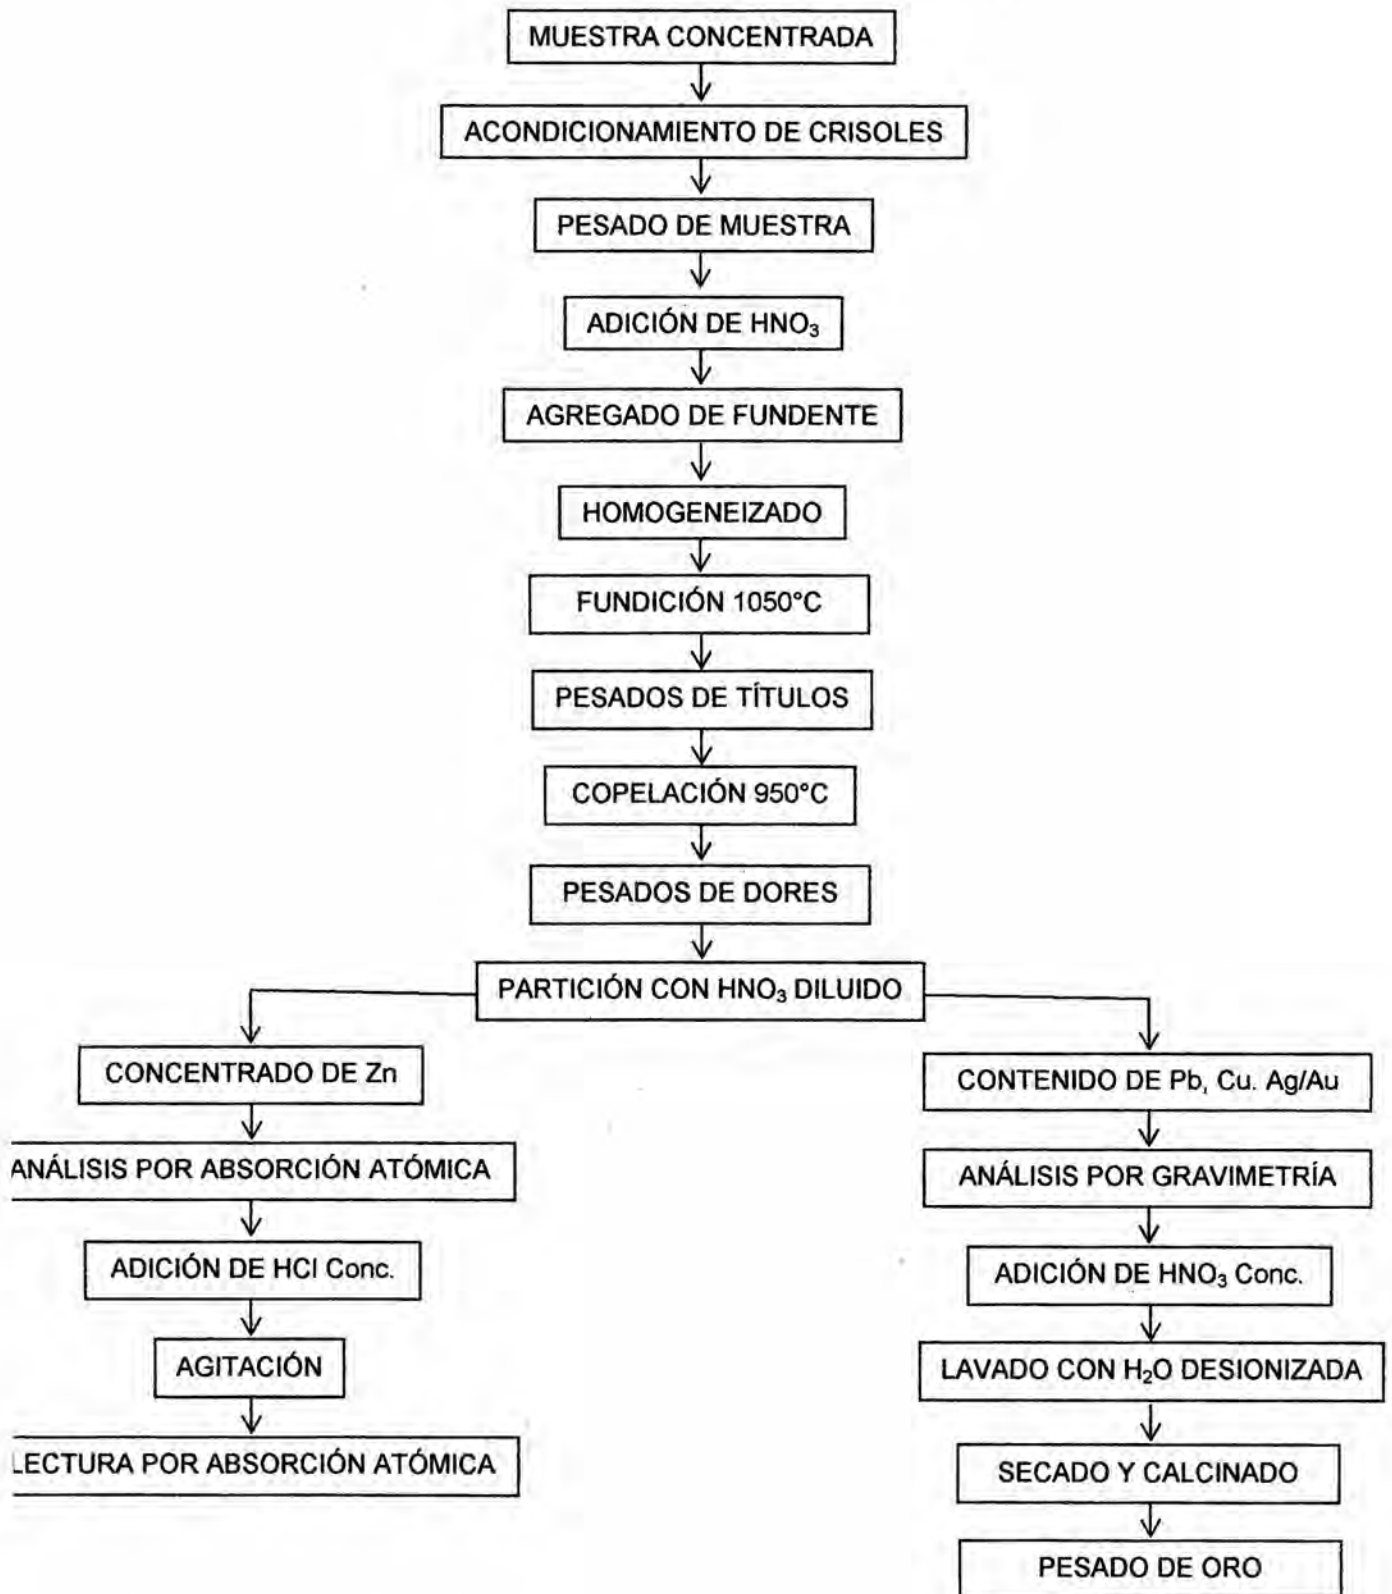 MUESTRA CONCENTRADA
ACONDICIONAMIENTO DE CRISOLES
PESADO DE MUESTRA
ADICIÓN DE HNO₃
AGREGADO DE FUNDENTE
HOMOGENEIZADO
FUNDICIÓN 1050°C
PESADOS DE TÍTULOS
COPELACIÓN 950°C
PESADOS DE DORES
PARTICIÓN CON HNO₃ DILUIDO
CONCENTRADO DE Zn
ANÁLISIS POR ABSORCIÓN ATÓMICA
ADICIÓN DE HCl Conc.
AGITACIÓN
LECTURA POR ABSORCIÓN ATÓMICA
CONTENIDO DE Pb, Cu. Ag/Au
ANÁLISIS POR GRAVIMETRÍA
ADICIÓN DE HNO₃ Conc.
LAVADO CON H₂O DESIONIZADA
SECADO Y CALCINADO
PESADO DE ORO